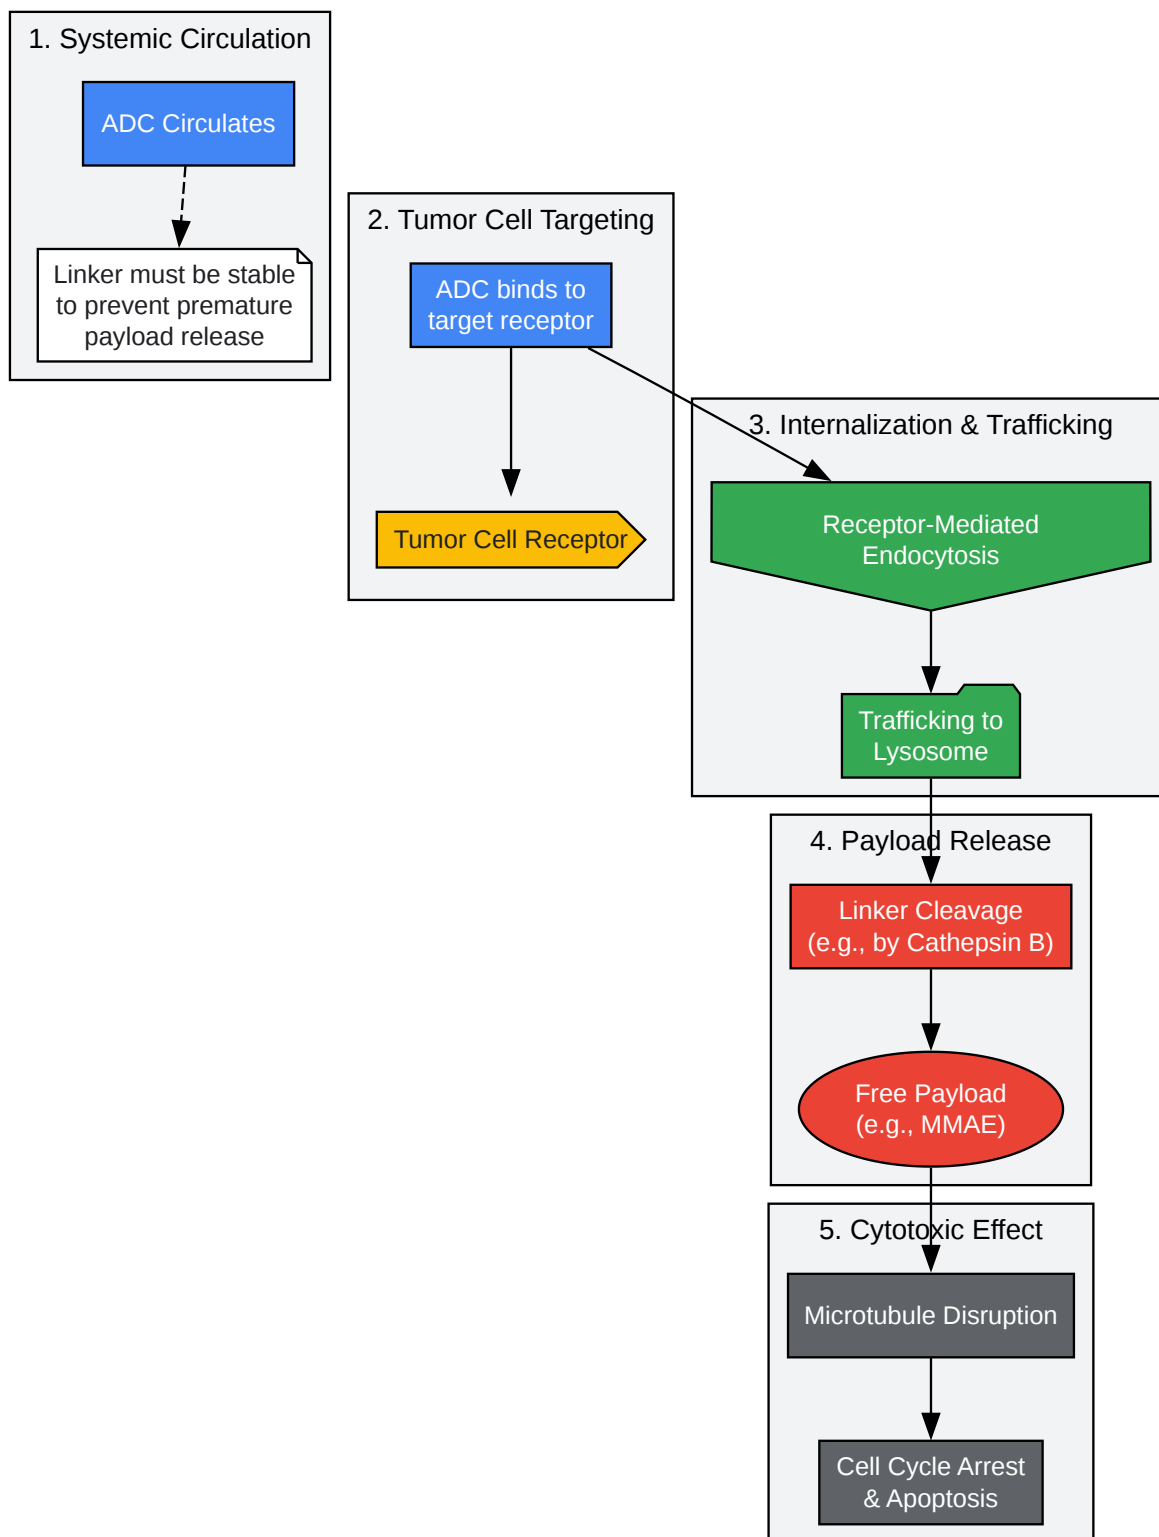 1. Systemic Circulation
ADC Circulates
Linker must be stable
to prevent premature
payload release
2. Tumor Cell Targeting
ADC binds to
target receptor
Tumor Cell Receptor
3. Internalization & Trafficking
Receptor-Mediated
Endocytosis
Trafficking to
Lysosome
4. Payload Release
Linker Cleavage
(e.g., by Cathepsin B)
Free Payload
(e.g., MMAE)
5. Cytotoxic Effect
Microtubule Disruption
Cell Cycle Arrest
& Apoptosis